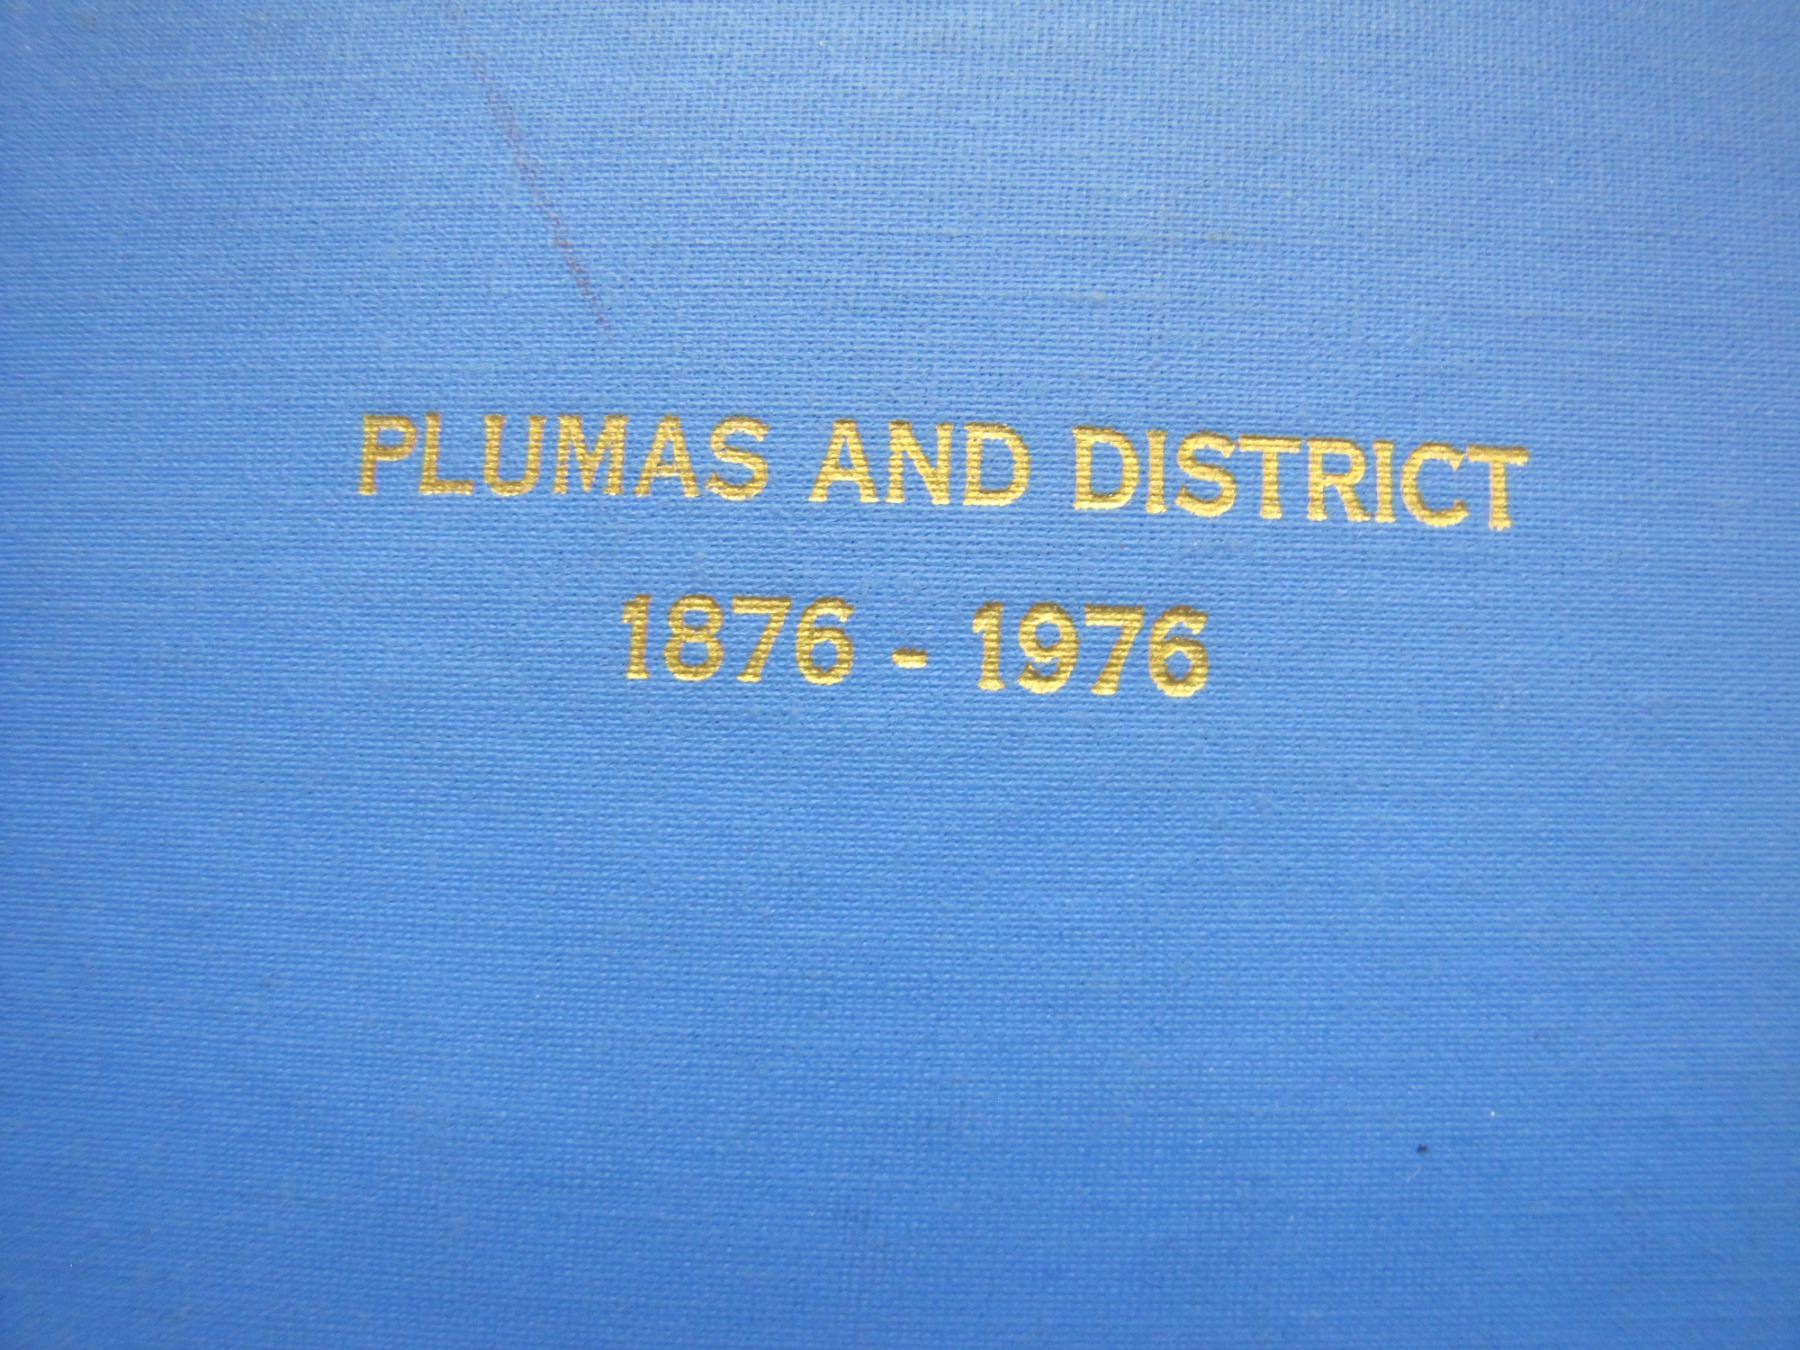 PLUMAS AND DISTRICT
1876 - 1976